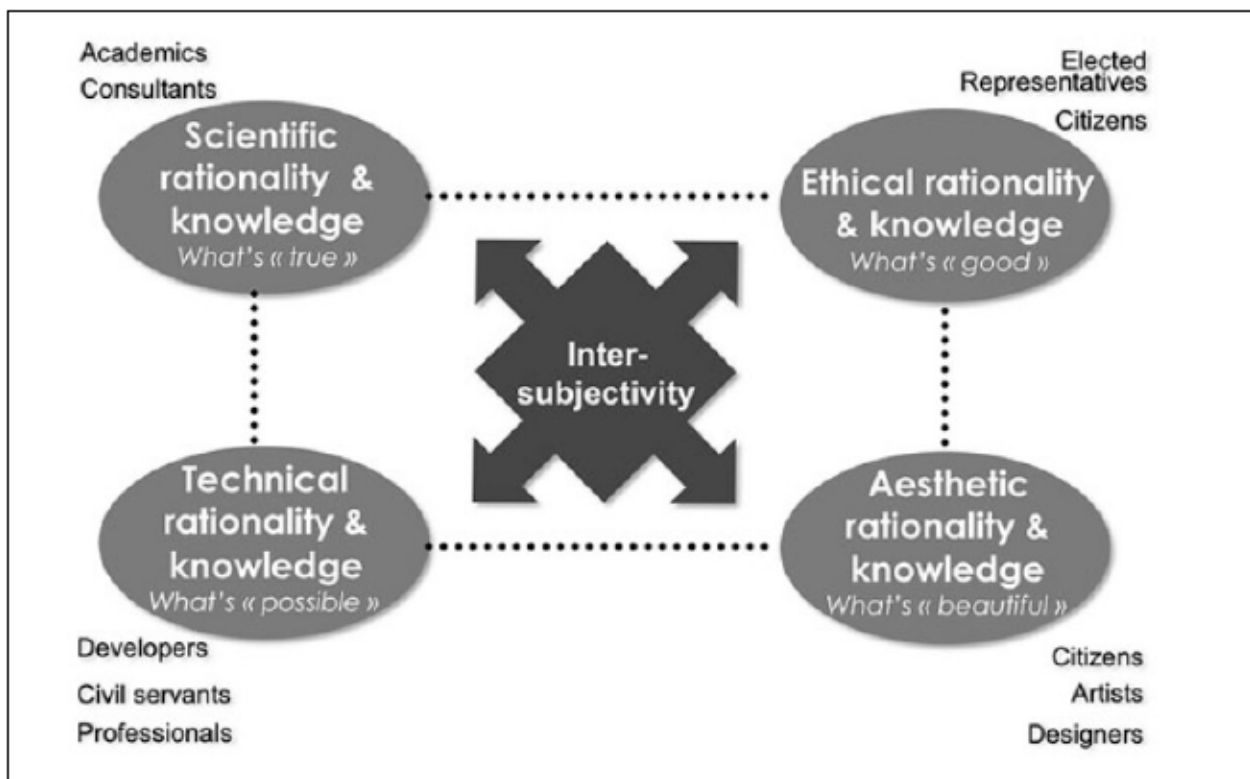 Academics
Consultants
Scientific
rationality &
knowledge
What's « true »
Elected
Representatives
Citizens
Ethical rationality
& knowledge
What's « good »
Inter-
subjectivity
Technical
rationality &
knowledge
What's « possible »
Developers
Civil servants
Professionals
Aesthetic
rationality &
knowledge
What's « beautiful »
Citizens
Artists
Designers